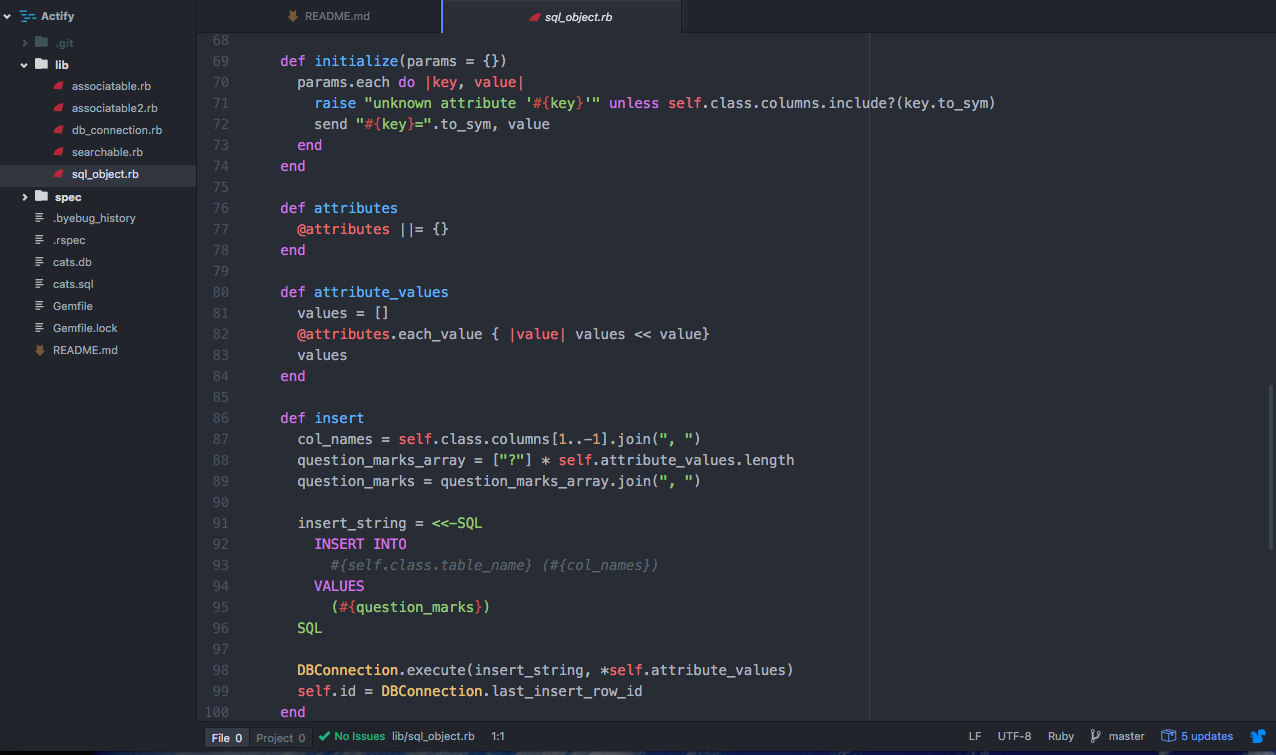 Actify
.git
lib
associatable.rb
associatable2.rb
db_connection.rb
searchable.rb
sql_object.rb
spec
.byebug_history
.rspec
cats.db
cats.sql
Gemfile
Gemfile.lock
README.md
README.md
sql_object.rb
68
69 def initialize(params = {})
70 params.each do |key, value|
71 raise "unknown attribute '#{key}'" unless self.class.columns.include?(key.to_sym)
72 send "#{key}=".to_sym, value
73 end
74 end
75
76 def attributes
77 @attributes ||= {}
78 end
79
80 def attribute_values
81 values = []
82 @attributes.each_value { |value| values << value}
83 values
84 end
85
86 def insert
87 col_names = self.class.columns[1..-1].join(", ")
88 question_marks_array = ["?"] * self.attribute_values.length
89 question_marks = question_marks_array.join(", ")
90
91 insert_string = <<-SQL
92 INSERT INTO
93 #{self.class.table_name} (#{col_names})
94 VALUES
95 (#{question_marks})
96 SQL
97
98 DBConnection.execute(insert_string, *self.attribute_values)
99 self.id = DBConnection.last_insert_row_id
100 end
File 0 Project 0 No Issues lib/sql_object.rb 1:1 LF UTF-8 Ruby master 5 updates